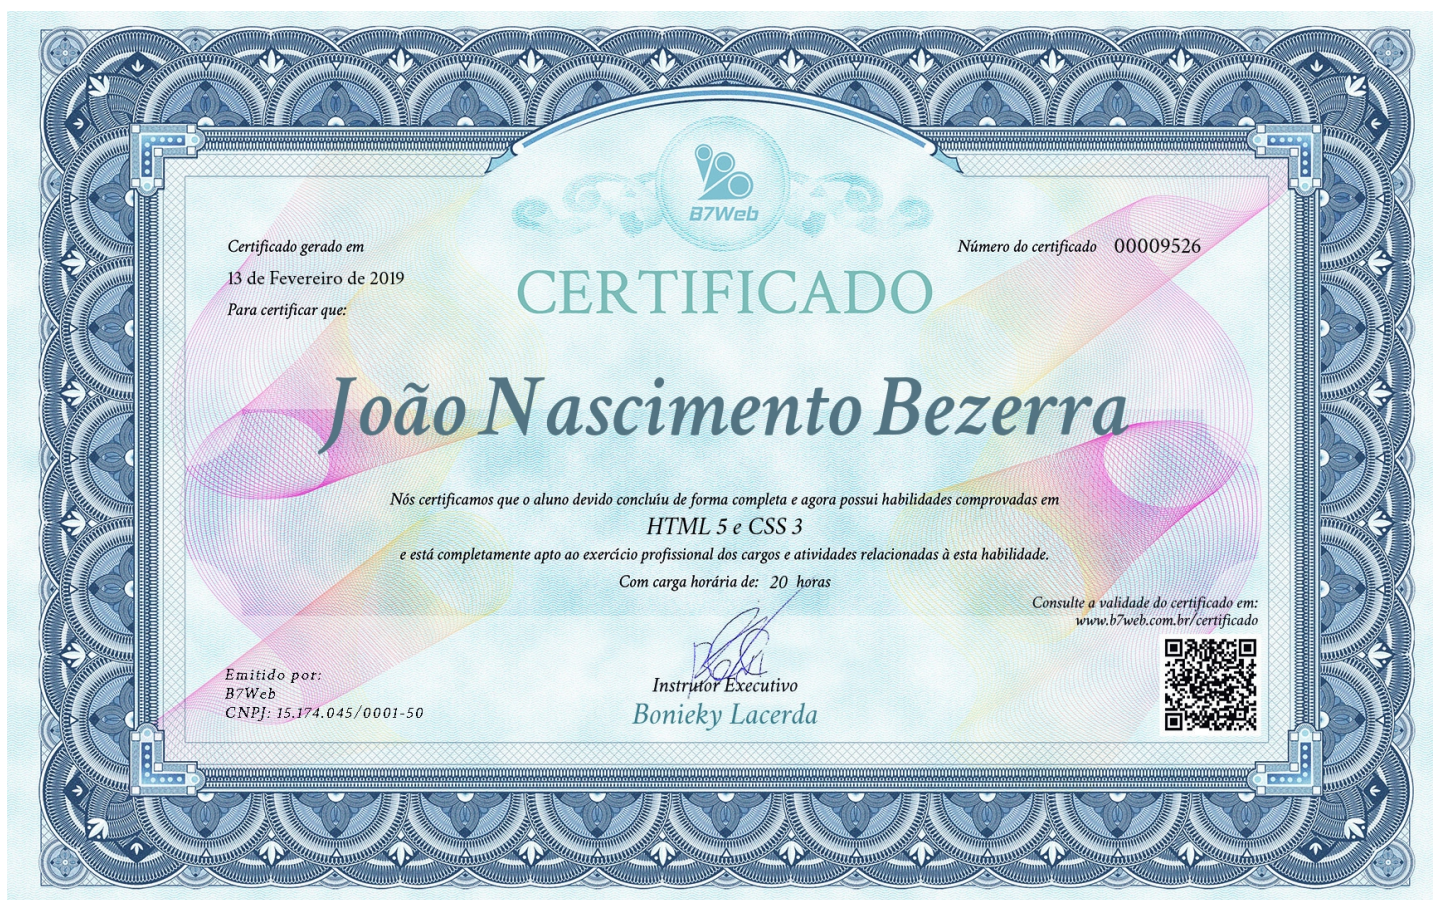 B7Web
Certificado gerado em
Número do certificado 00009526
13 de Fevereiro de 2019
CERTIFICADO
Para certificar que:
João Nascimento Bezerra
Nós certificamos que o aluno devido concluíu de forma completa e agora possui habilidades comprovadas em
HTML 5 e CSS 3
e está completamente apto ao exercício profissional dos cargos e atividades relacionadas à esta habilidade.
Com carga horária de: 20 horas
Consulte a validade do certificado em:
www.b7web.com.br/certificado
Emitido por:
B7Web
CNPJ: 15.174.045/0001-50
Instrutor Executivo
Bonieky Lacerda